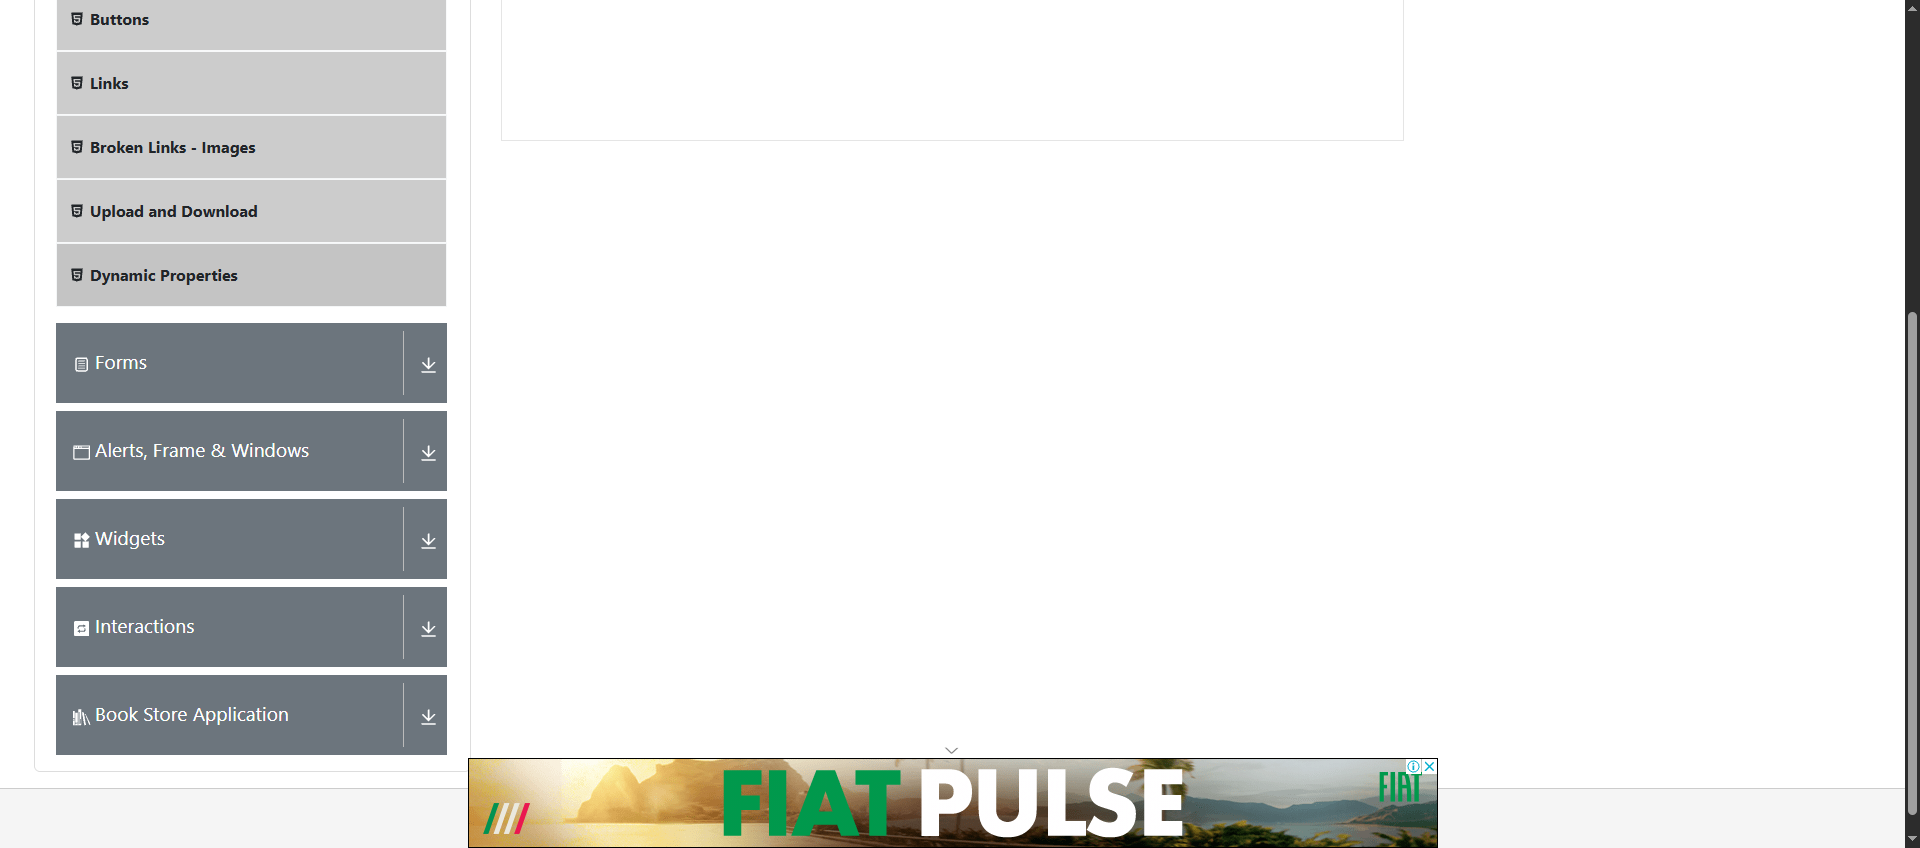 Buttons
Links
Broken Links - Images
Upload and Download
Dynamic Properties
Forms
Alerts, Frame & Windows
Widgets
Interactions
Book Store Application
FIAT PULSE
FIAT